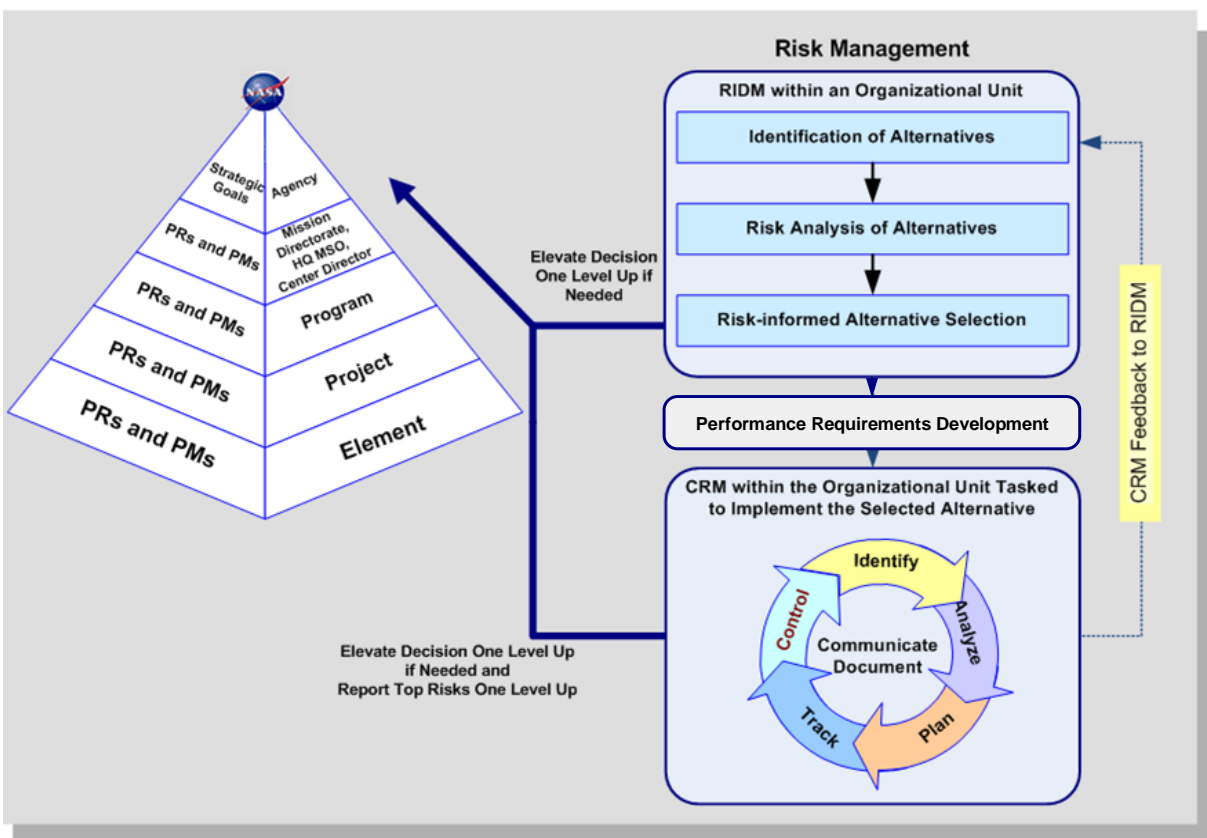 Risk Management
NASA
Strategic
Goals
Agency
PRs and PMs
Mission
Directorate,
HQ MSO,
Center Director
PRs and PMs
Program
PRs and PMs
Project
PRs and PMs
Element
Elevate Decision
One Level Up if
Needed
RIDM within an Organizational Unit
Identification of Alternatives
Risk Analysis of Alternatives
Risk-informed Alternative Selection
Performance Requirements Development
CRM within the Organizational Unit Tasked
to Implement the Selected Alternative
Identify
Analyze
Plan
Track
Control
Communicate
Document
CRM Feedback to RIDM
Elevate Decision One Level Up
if Needed and
Report Top Risks One Level Up